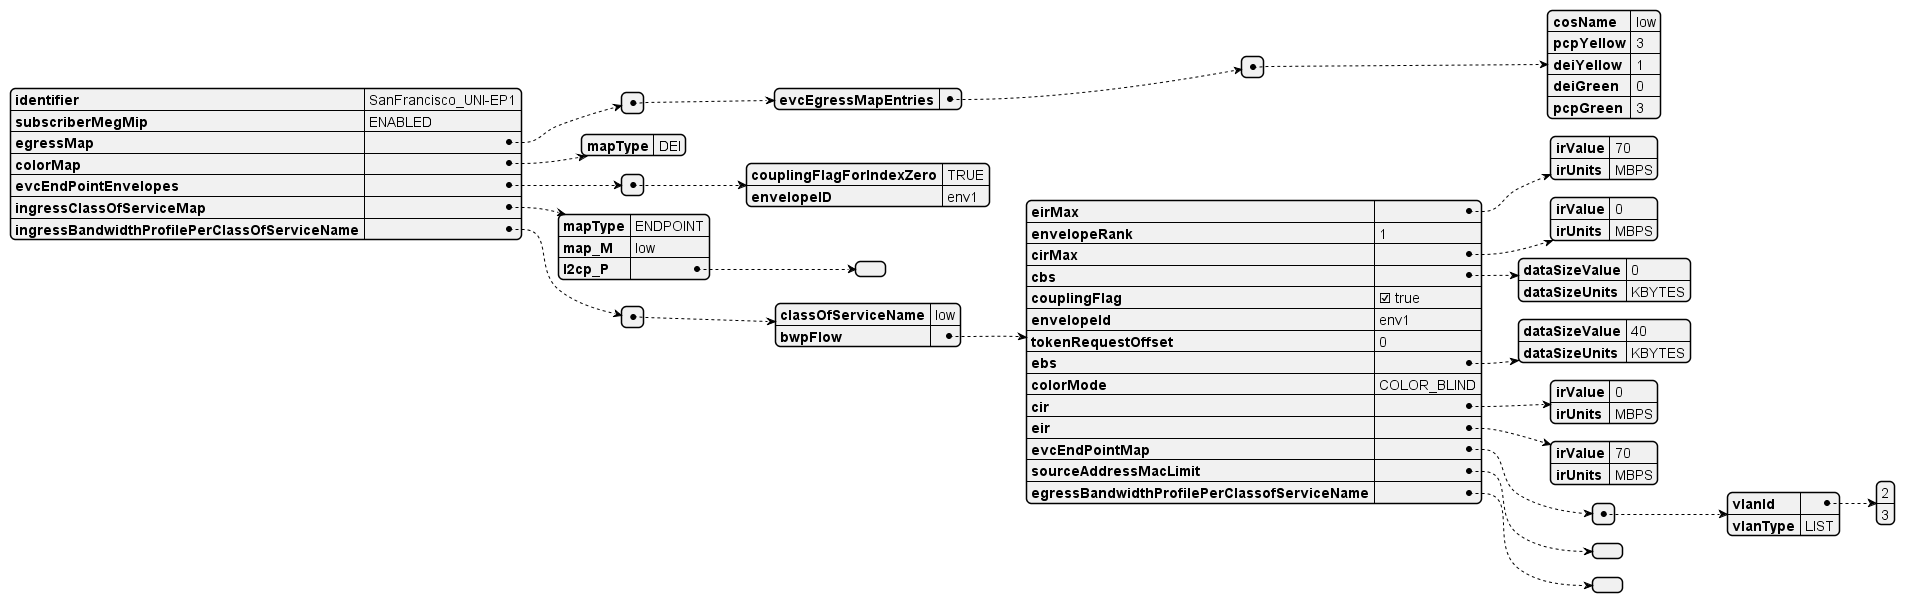 identifier SanFrancisco_UNI-EP1
subscriberMegMip ENABLED
egressMap
colorMap
evcEndPointEnvelopes
ingressClassOfServiceMap
ingressBandwidthProfilePerClassOfServiceName
evcEgressMapEntries
cosName low
pcpYellow 3
deiYellow 1
deiGreen 0
pcpGreen 3
mapType DEI
couplingFlagForIndexZero TRUE
envelopeID env1
mapType ENDPOINT
map_M low
l2cp_P
classOfServiceName low
bwpFlow
eirMax
envelopeRank 1
cirMax
cbs
couplingFlag ☑ true
envelopeId env1
tokenRequestOffset 0
ebs
colorMode COLOR_BLIND
cir
eir
evcEndPointMap
sourceAddressMacLimit
egressBandwidthProfilePerClassofServiceName
irValue 70
irUnits MBPS
irValue 0
irUnits MBPS
dataSizeValue 0
dataSizeUnits KBYTES
dataSizeValue 40
dataSizeUnits KBYTES
irValue 0
irUnits MBPS
irValue 70
irUnits MBPS
vlanId
vlanType LIST
2
3